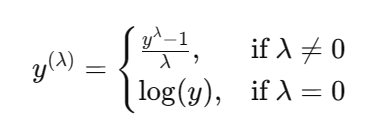 y^(λ) = { (y^λ − 1)/λ, if λ ≠ 0
log(y), if λ = 0